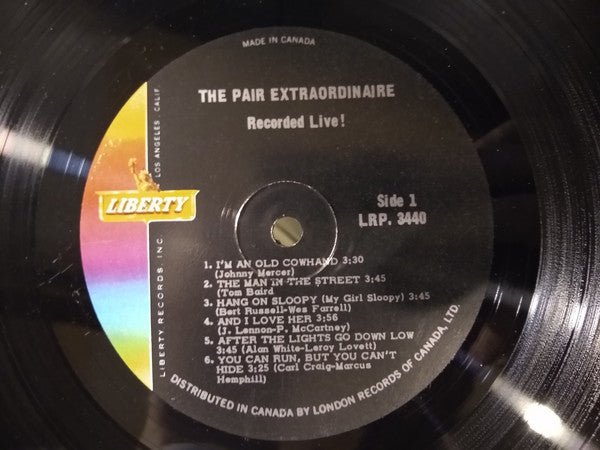 MADE IN CANADA
THE PAIR EXTRAORDINAIRE
Recorded Live!
LIBERTY
LIBERTY RECORDS INC. LOS ANGELES, CALIF.
Side 1
LRP. 3440
1. I'M AN OLD COWHAND 3:30
(Johnny Mercer)
2. THE MAN IN THE STREET 3:45
(Tom Baird
3. HANG ON SLOOPY (My Girl Sloopy) 3:45
(Bert Russell-Wes Farrell)
4. AND I LOVE HER 3:56
(J Lennon-P. McCartney)
5. AFTER THE LIGHTS GO DOWN LOW
3:45 (Alan White-Leroy Lovett)
6. YOU CAN RUN, BUT YOU CAN'T
HIDE 3:25 (Carl Craig-Marcus
Hemphill)
DISTRIBUTED IN CANADA BY LONDON RECORDS OF CANADA, LTD.